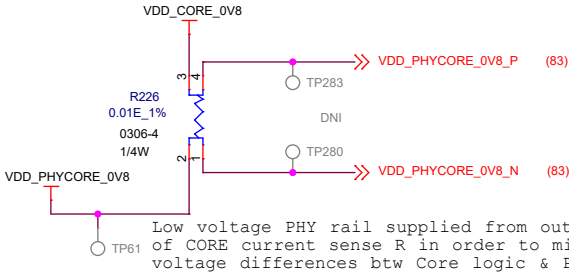 VDD_CORE_0V8
VDD_PHYCORE_0V8_P (83)
3
4
TP283
R226
0.01E_1%
DNI
0306-4
1/4W
TP280
2
1
VDD_PHYCORE_0V8
VDD_PHYCORE_0V8_N (83)
TP61
Low voltage PHY rail supplied from out
of CORE current sense R in order to mi
voltage differences btw Core logic & P